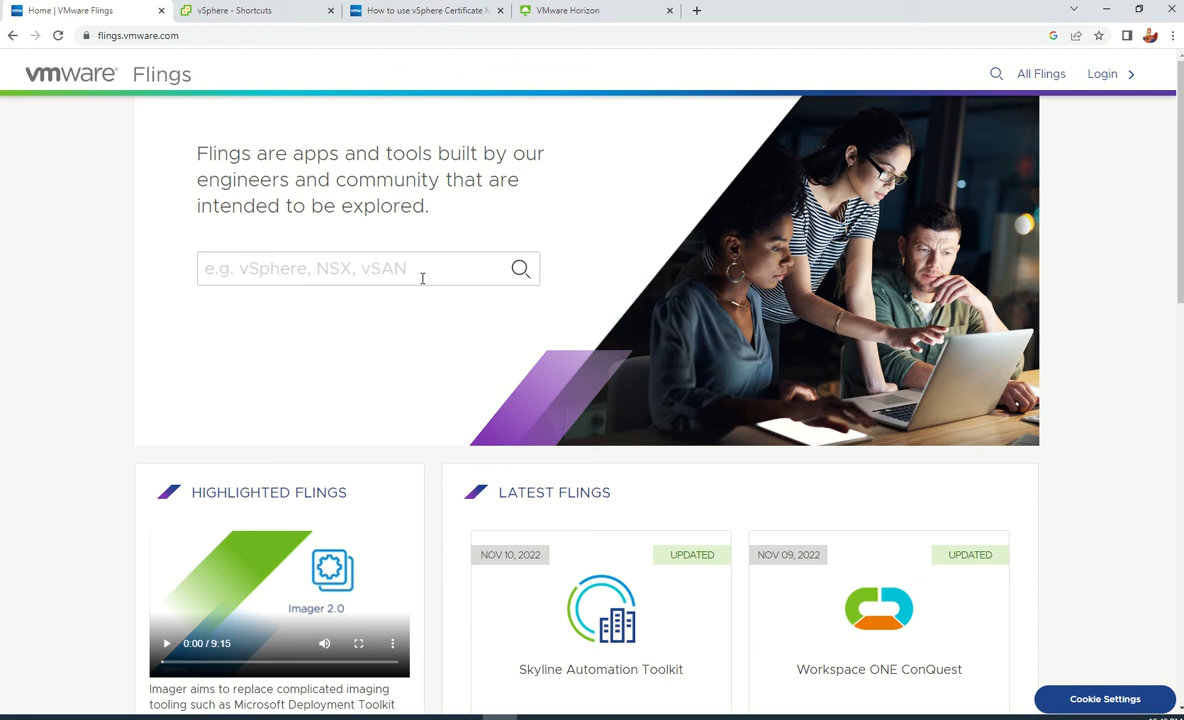 Home | VMware Flings
vSphere - Shortcuts
How to use vSphere Certificate
VMware Horizon
flings.vmware.com
vmware® Flings
All Flings
Login
Flings are apps and tools built by our
engineers and community that are
intended to be explored.
e.g. vSphere, NSX, vSAN
HIGHLIGHTED FLINGS
Imager 2.0
0:00 / 9:15
Imager aims to replace complicated imaging
tooling such as Microsoft Deployment Toolkit
LATEST FLINGS
NOV 10, 2022
UPDATED
Skyline Automation Toolkit
NOV 09, 2022
UPDATED
Workspace ONE ConQuest
Cookie Settings